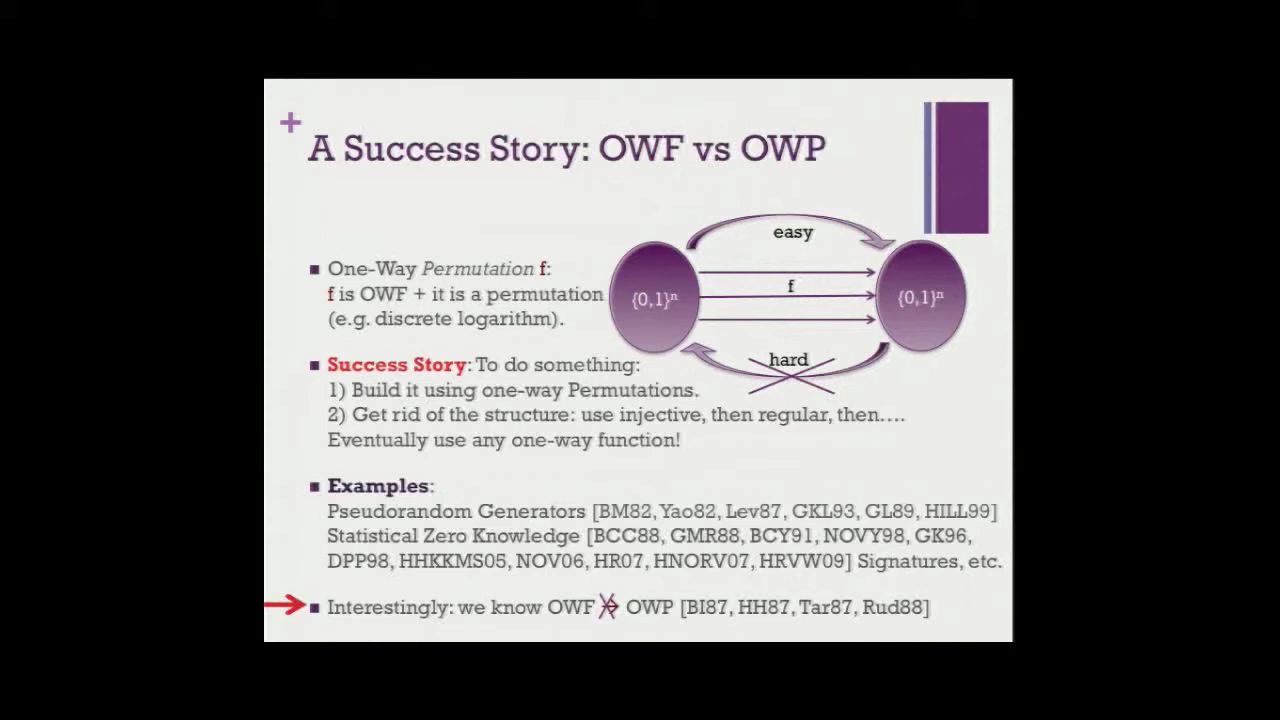 +
A Success Story: OWF vs OWP
easy
One-Way Permutation f:
f is OWF + it is a permutation
(e.g. discrete logarithm).
{0,1}ⁿ
f
{0,1}ⁿ
hard
Success Story: To do something:
1) Build it using one-way Permutations.
2) Get rid of the structure: use injective, then regular, then….
Eventually use any one-way function!
Examples:
Pseudorandom Generators [BM82, Yao82, Lev87, GKL93, GL89, HILL99]
Statistical Zero Knowledge [BCC88, GMR88, BCY91, NOVY98, GK96,
DPP98, HHKKMS05, NOV06, HR07, HNORV07, HRVW09] Signatures, etc.
Interestingly: we know OWF ⇏ OWP [BI87, HH87, Tar87, Rud88]